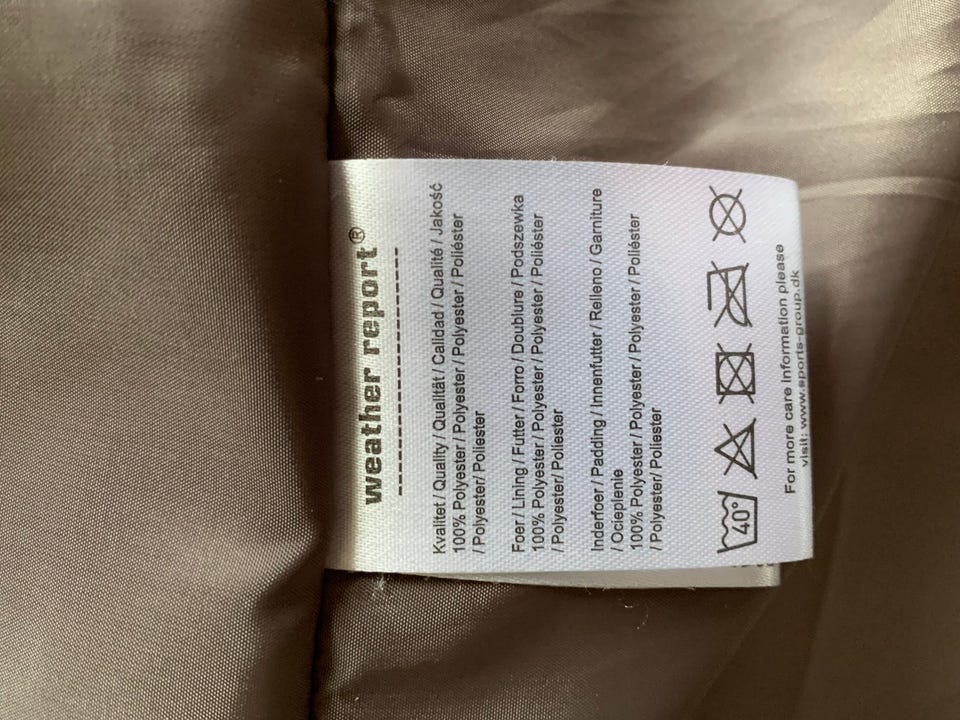 weather report®
Kvalitet / Quality / Qualität / Calidad / Qualité / Jakość
100% Polyester / Polyester / Polyester / Poliéster
/ Polyester/ Poliester
Foer / Lining / Futter / Forro / Doublure / Podszewka
100% Polyester / Polyester / Polyester / Poliéster
/ Polyester/ Poliester
Inderfoer / Padding / Innenfutter / Relleno / Garniture
/ Ocieplenie
100% Polyester / Polyester / Polyester / Poliéster
/ Polyester/ Poliester
40°
For more care information please
visit: www.sports-group.dk